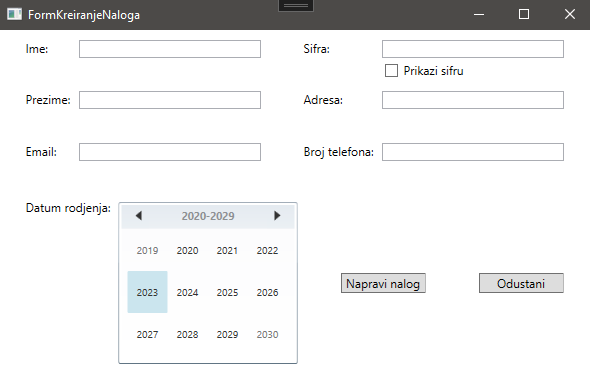 FormKreiranjeNaloga
Ime:
Sifra:
Prikazi sifru
Prezime:
Adresa:
Email:
Broj telefona:
Datum rodjenja:
2020-2029
2019 2020 2021 2022
2023 2024 2025 2026
2027 2028 2029 2030
Napravi nalog
Odustani